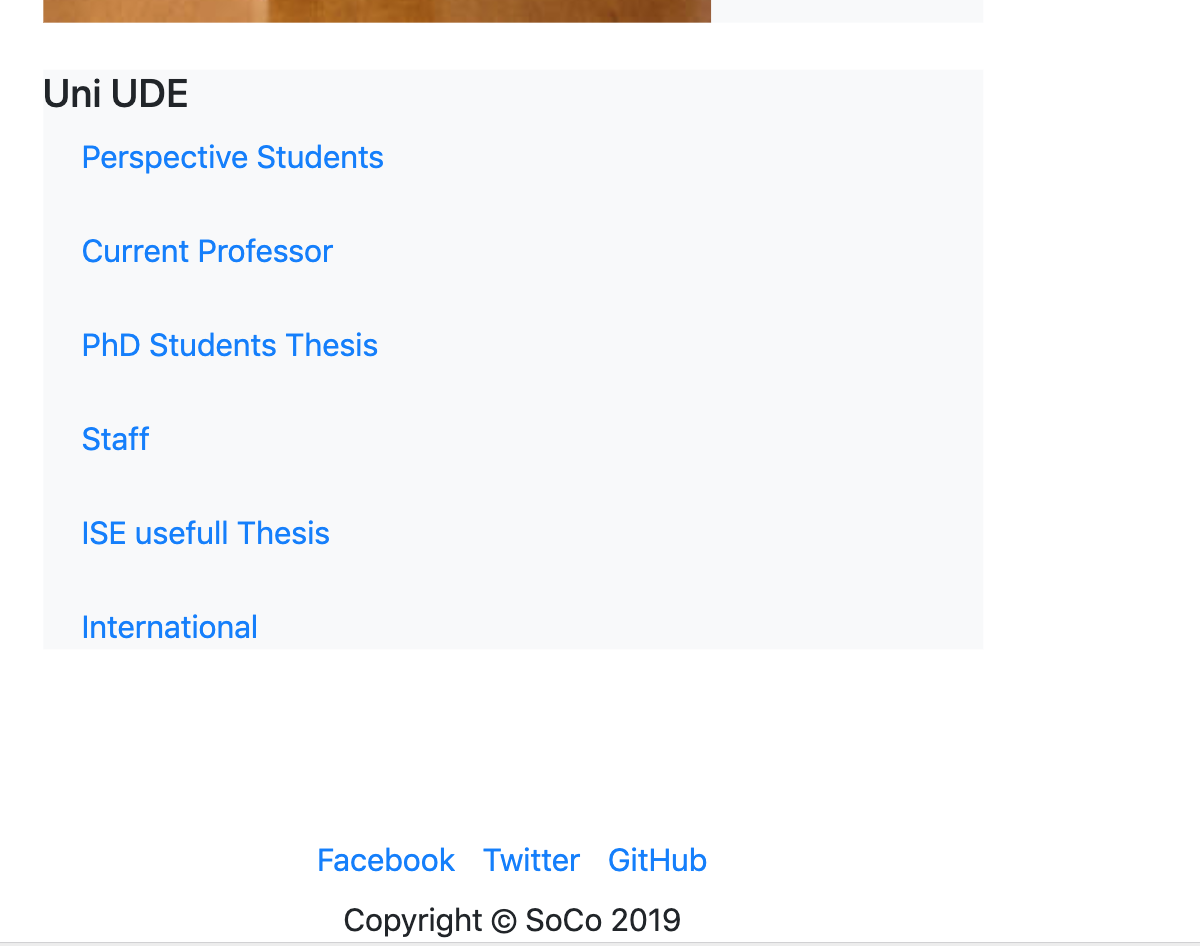 Uni UDE
Perspective Students
Current Professor
PhD Students Thesis
Staff
ISE usefull Thesis
International
Facebook Twitter GitHub
Copyright © SoCo 2019